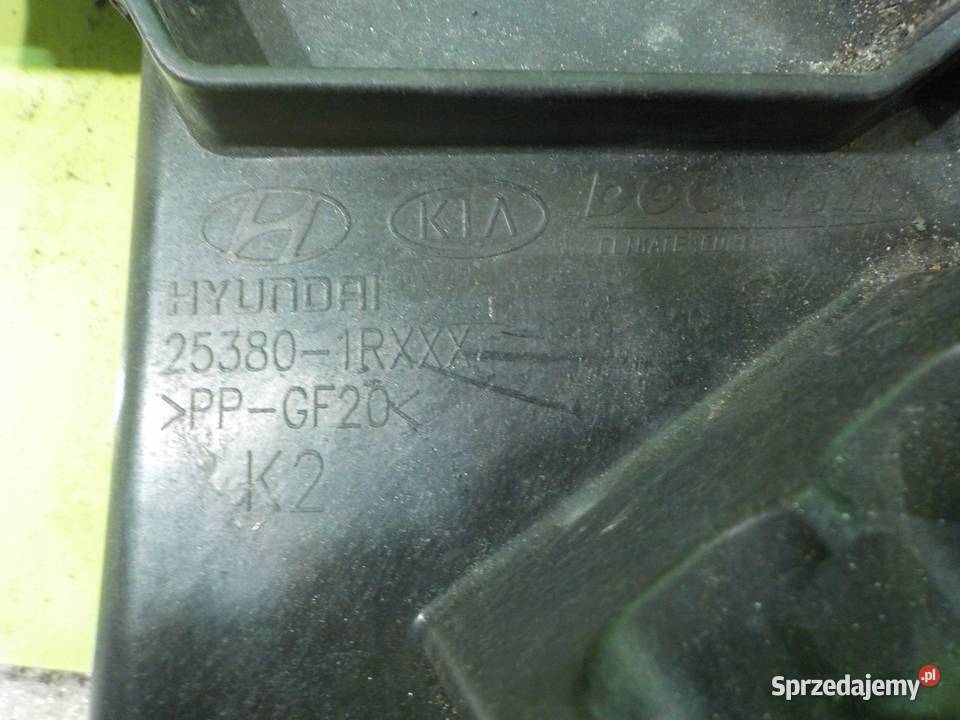 KIA
HYUNDAI
25380-1RXXX
>PP-GF20<
K2
Sprzedajemy.pl